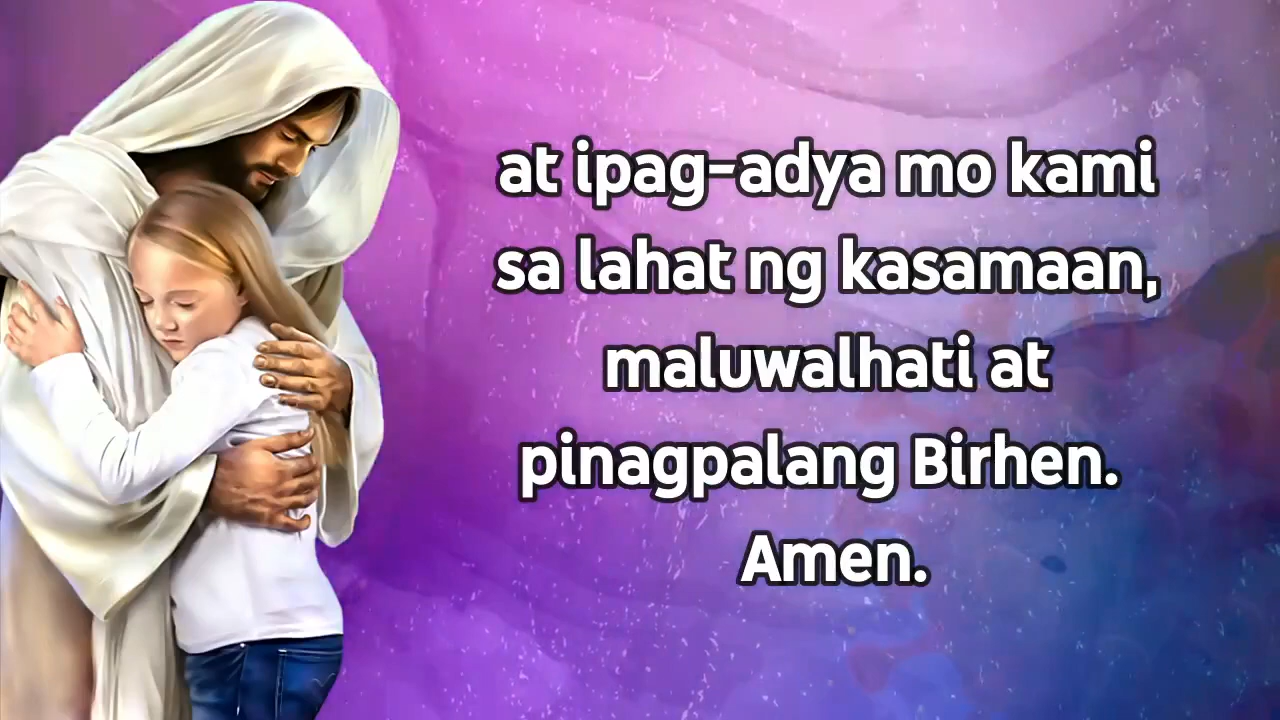 at ipag-adya mo kami
sa lahat ng kasamaan,
maluwalhati at
pinagpalang Birhen.
Amen.